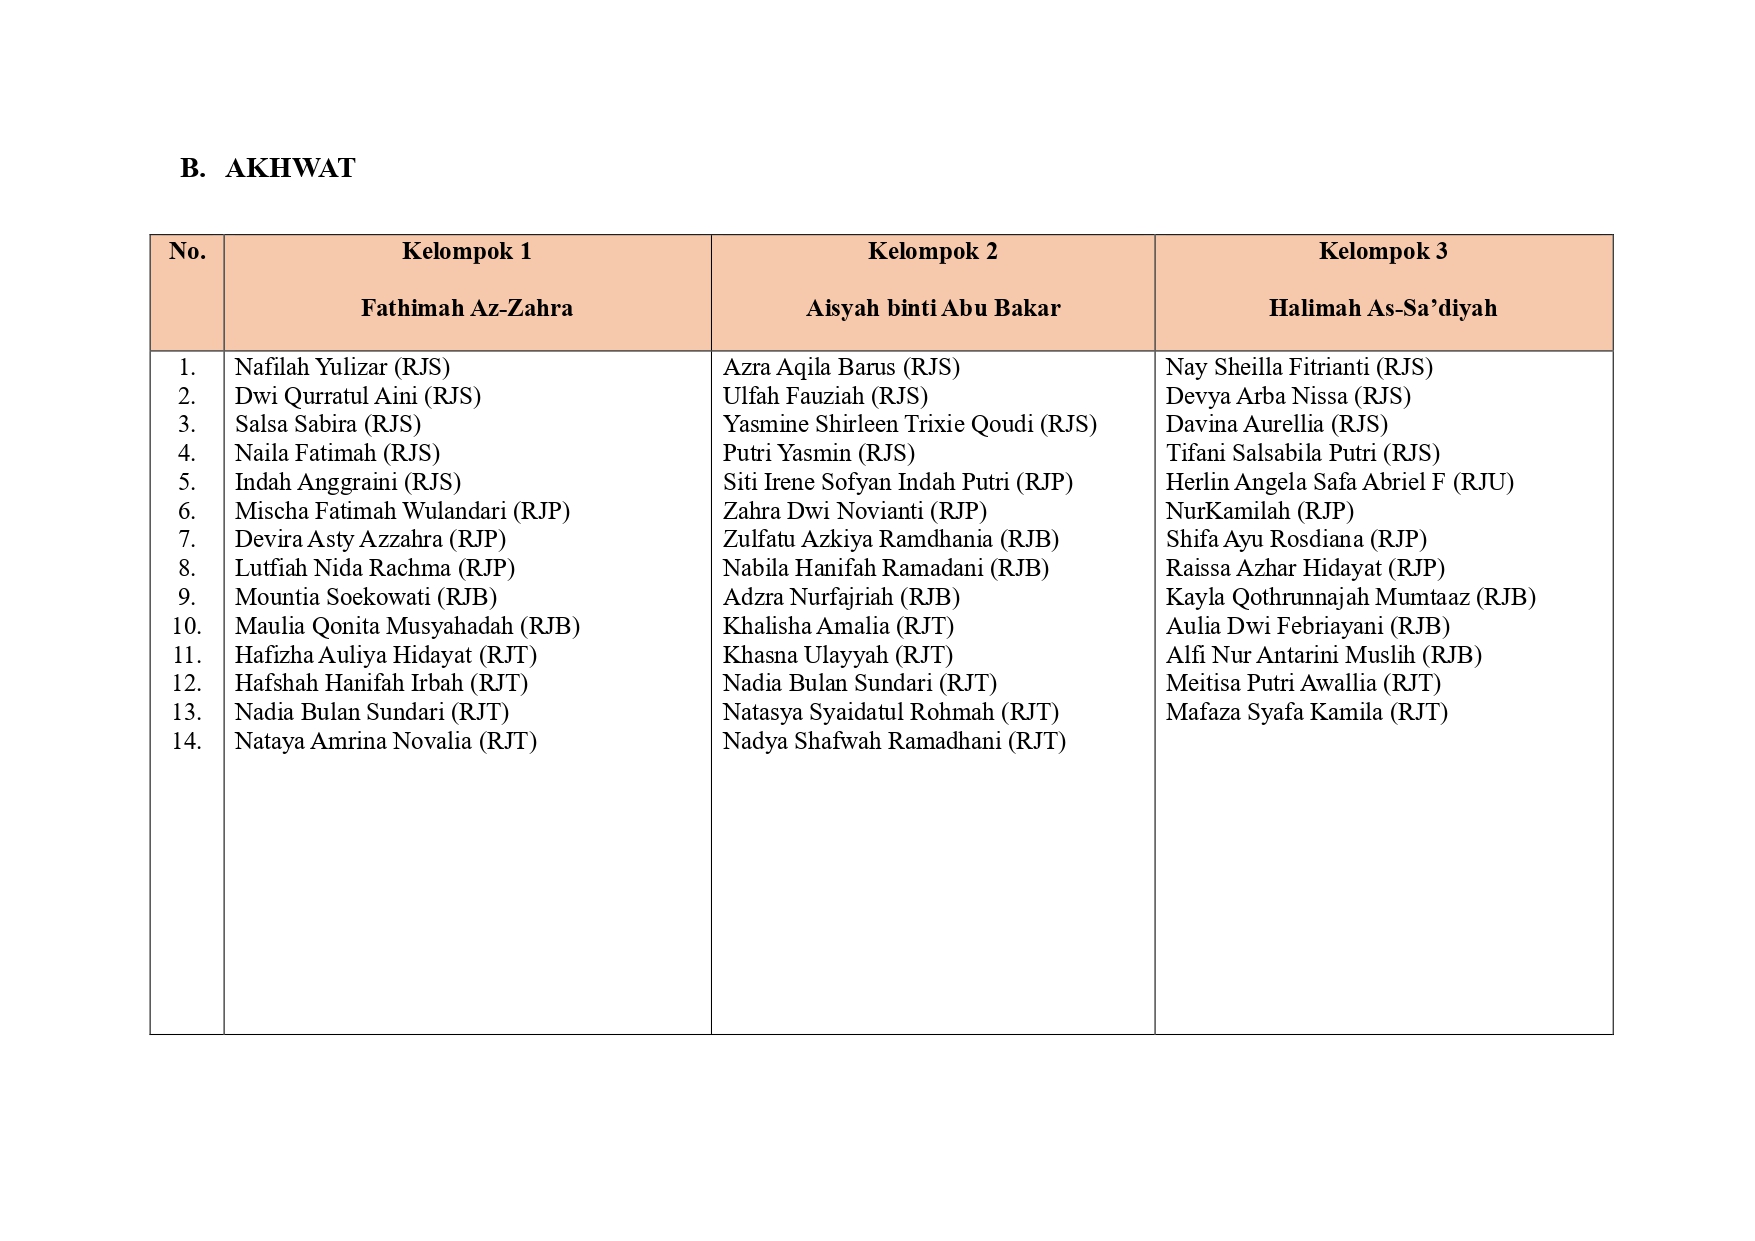 B. AKHWAT
No. Kelompok 1 Kelompok 2 Kelompok 3
Fathimah Az-Zahra Aisyah binti Abu Bakar Halimah As-Sa’diyah
1. Nafilah Yulizar (RJS) Azra Aqila Barus (RJS) Nay Sheilla Fitrianti (RJS)
2. Dwi Qurratul Aini (RJS) Ulfah Fauziah (RJS) Devya Arba Nissa (RJS)
3. Salsa Sabira (RJS) Yasmine Shirleen Trixie Qoudi (RJS) Davina Aurellia (RJS)
4. Naila Fatimah (RJS) Putri Yasmin (RJS) Tifani Salsabila Putri (RJS)
5. Indah Anggraini (RJS) Siti Irene Sofyan Indah Putri (RJP) Herlin Angela Safa Abriel F (RJU)
6. Mischa Fatimah Wulandari (RJP) Zahra Dwi Novianti (RJP) NurKamilah (RJP)
7. Devira Asty Azzahra (RJP) Zulfatu Azkiya Ramdhania (RJB) Shifa Ayu Rosdiana (RJP)
8. Lutfiah Nida Rachma (RJP) Nabila Hanifah Ramadani (RJB) Raissa Azhar Hidayat (RJP)
9. Mountia Soekowati (RJB) Adzra Nurfajriah (RJB) Kayla Qothrunnajah Mumtaaz (RJB)
10. Maulia Qonita Musyahadah (RJB) Khalisha Amalia (RJT) Aulia Dwi Febriayani (RJB)
11. Hafizha Auliya Hidayat (RJT) Khasna Ulayyah (RJT) Alfi Nur Antarini Muslih (RJB)
12. Hafshah Hanifah Irbah (RJT) Nadia Bulan Sundari (RJT) Meitisa Putri Awallia (RJT)
13. Nadia Bulan Sundari (RJT) Natasya Syaidatul Rohmah (RJT) Mafaza Syafa Kamila (RJT)
14. Nataya Amrina Novalia (RJT) Nadya Shafwah Ramadhani (RJT)